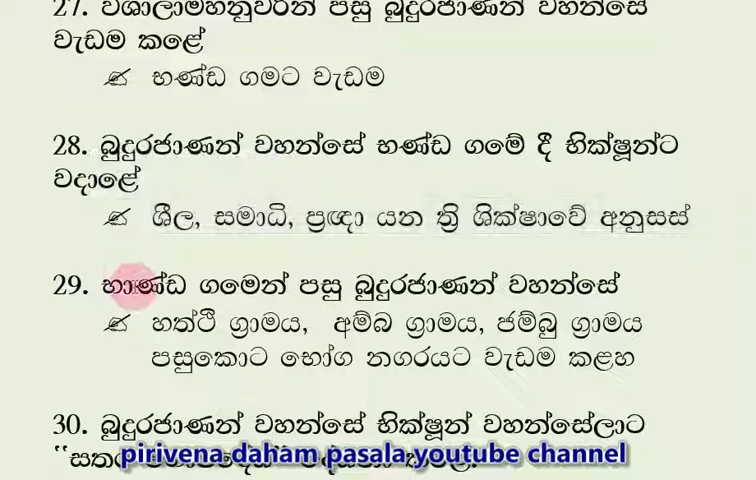 27. විශාලාමහනුවරින් පසු බුදුරජාණන් වහන්සේ
වැඩම කළේ
භණ්ඩ ගමට වැඩම
28. බුදුරජාණන් වහන්සේ භණ්ඩ ගමේ දී භික්ෂූන්ට
වදාළේ
ශීල, සමාධි, ප්‍රඥා යන ත්‍රි ශික්ෂාවේ අනුසස්
29. භාණ්ඩ ගමෙන් පසු බුදුරජාණන් වහන්සේ
හත්ථි ග්‍රාමය, අම්බ ග්‍රාමය, ජම්බු ග්‍රාමය
පසුකොට භෝග නගරයට වැඩම කළහ
30. බුදුරජාණන් වහන්සේ භික්ෂූන් වහන්සේලාට
pirivena daham pasala youtube channel